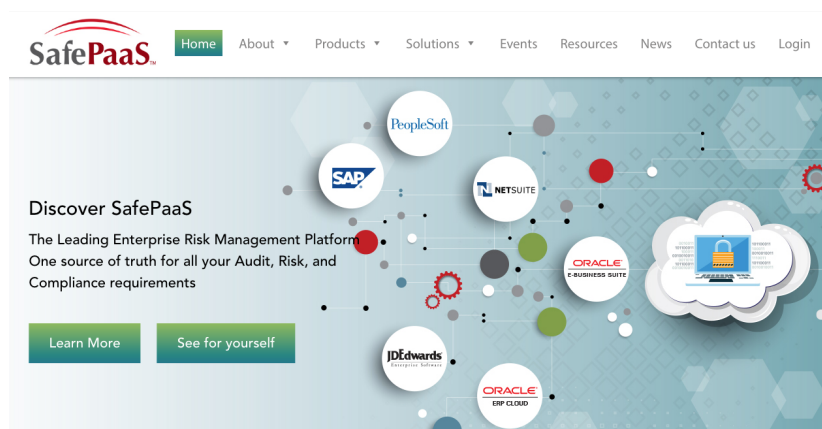 SafePaaS™
Home About ▼ Products ▼ Solutions ▼ Events Resources News Contact us Login
PeopleSoft
SAP
N NETSUITE
Discover SafePaaS
The Leading Enterprise Risk Management Platform
One source of truth for all your Audit, Risk, and
Compliance requirements
ORACLE®
E-BUSINESS SUITE
Learn More
See for yourself
JDEdwards
Enterprise Software
ORACLE®
ERP CLOUD